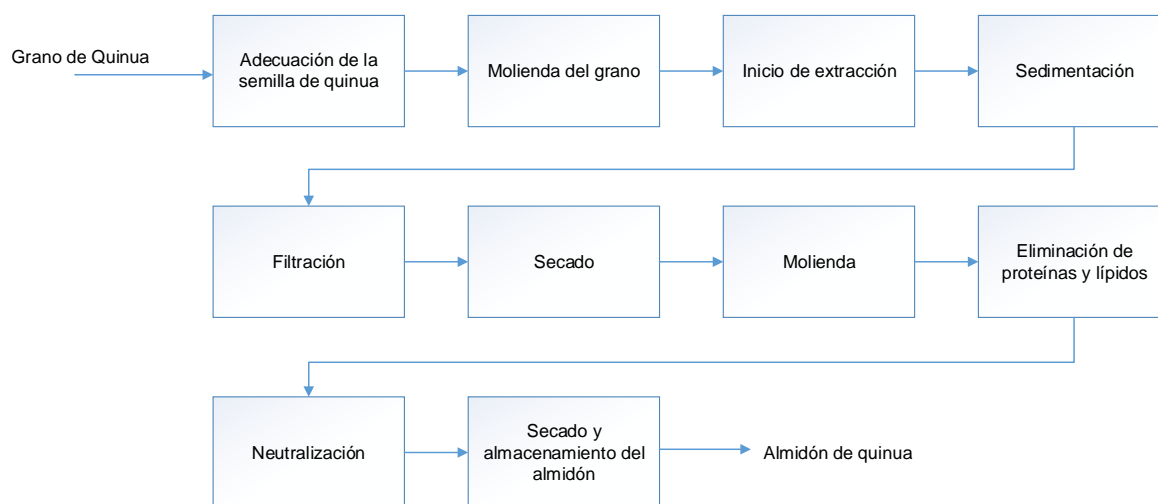 Grano de Quinua
Adecuación de la
semilla de quinua
Molienda del grano
Inicio de extracción
Sedimentación
Filtración
Secado
Molienda
Eliminación de
proteínas y lípidos
Neutralización
Secado y
almacenamiento del
almidón
Almidón de quinua